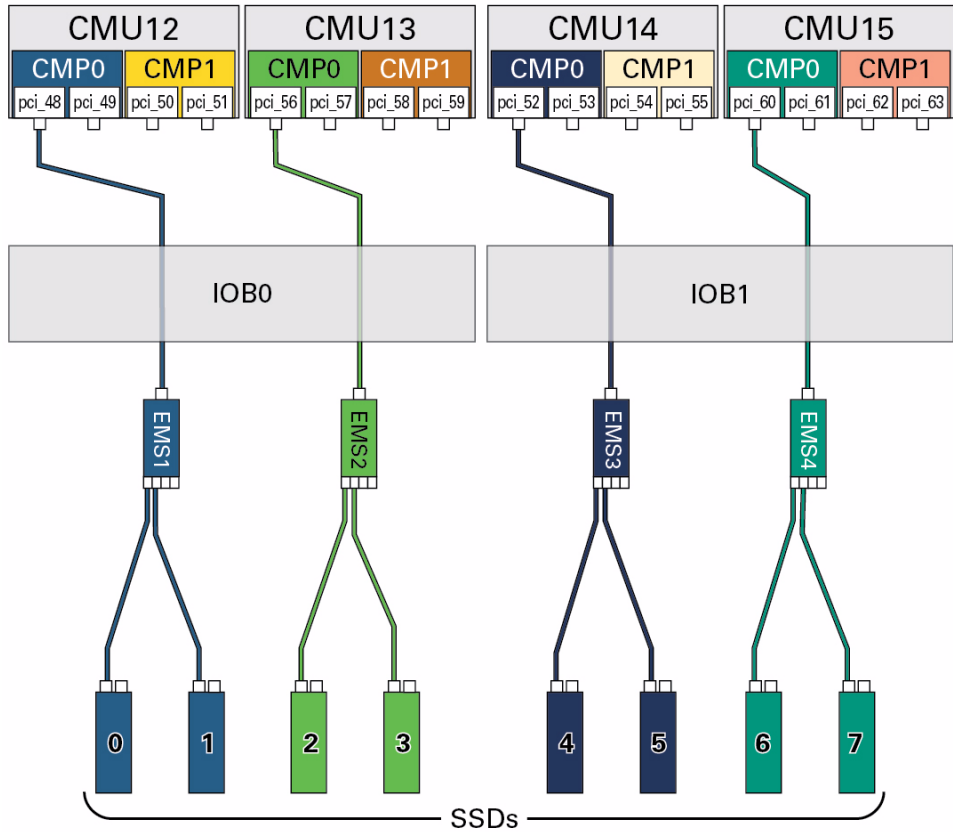 CMU12 CMU13 CMU14 CMU15
CMP0 CMP1 CMP0 CMP1 CMP0 CMP1 CMP0 CMP1
pci_48 pci_49 pci_50 pci_51 pci_56 pci_57 pci_58 pci_59 pci_52 pci_53 pci_54 pci_55 pci_60 pci_61 pci_62 pci_63
IOB0 IOB1
EMS1 EMS2 EMS3 EMS4
0 1 2 3 4 5 6 7
SSDs